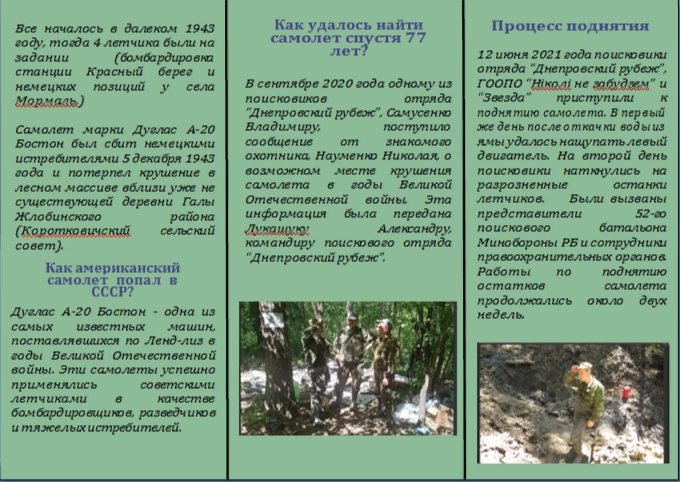 Все началось в далеком 1943
году, тогда 4 летчика были на
задании (бомбардировка
станции Красный берег и
немецких позиций у села
Мормаль)
Самолет марки Дуглас А-20
Бостон был сбит немецкими
истребителями 5 декабря 1943
года и потерпел крушение в
лесном массиве вблизи уже не
существующей деревни Галы
Жлобинского района
(Коротковичский сельский
совет).
Как американский
самолет попал в
СССР?
Дуглас А-20 Бостон - одна из
самых известных машин,
поставлявшихся по Ленд-лиз в
годы Великой Отечественной
войны. Эти самолеты успешно
применялись советскими
летчиками в качестве
бомбардировщиков, разведчиков
и тяжелых истребителей.
Как удалось найти
самолет спустя 77
лет?
В сентябре 2020 года одному из
поисковиков отряда
"Днепровский рубеж", Самусенко
Владимиру, поступило
сообщение от знакомого
охотника, Науменко Николая, о
возможном месте крушения
самолета в годы Великой
Отечественной войны. Эта
информация была передана
Лукашуку Александру,
командиру поискового отряда
"Днепровский рубеж".
Процесс поднятия
12 июня 2021 года поисковики
отряда "Днепровский рубеж",
ГООПО "Ніколі не забудзем" и
"Звезда" приступили к
поднятию самолета. В первый
же день после откачки воды из
ямы удалось нащупать левый
двигатель. На второй день
поисковики наткнулись на
разрозненные останки
летчиков. Были вызваны
представители 52-го
поискового батальона
Минобороны РБ и сотрудники
правоохранительных органов.
Работы по поднятию
остатков самолета
продолжались около двух
недель.